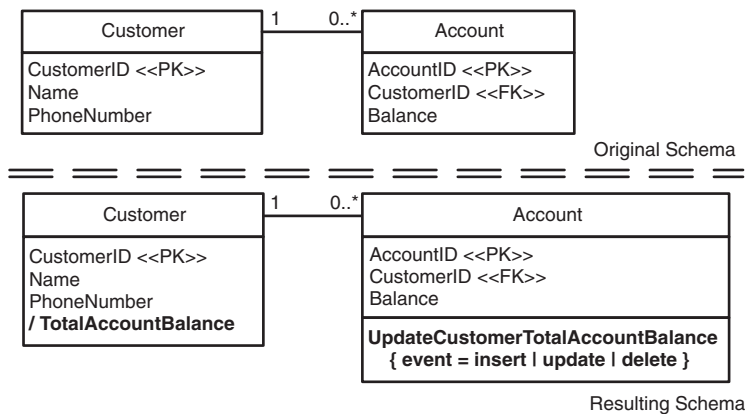 Customer
1
0..*
Account
CustomerID <<PK>>
Name
PhoneNumber
AccountID <<PK>>
CustomerID <<FK>>
Balance
Original Schema
Customer
1
0..*
Account
CustomerID <<PK>>
Name
PhoneNumber
/ TotalAccountBalance
AccountID <<PK>>
CustomerID <<FK>>
Balance
UpdateCustomerTotalAccountBalance
{ event = insert | update | delete }
Resulting Schema